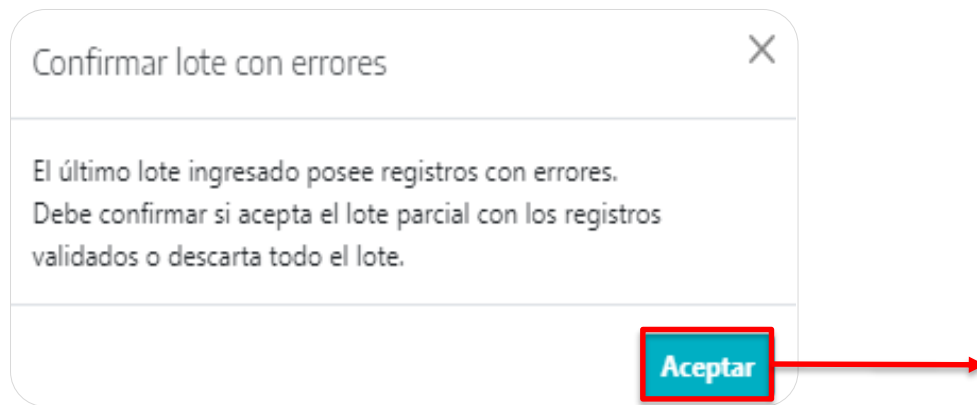 Confirmar lote con errores
El último lote ingresado posee registros con errores.
Debe confirmar si acepta el lote parcial con los registros
validados o descarta todo el lote.
Aceptar